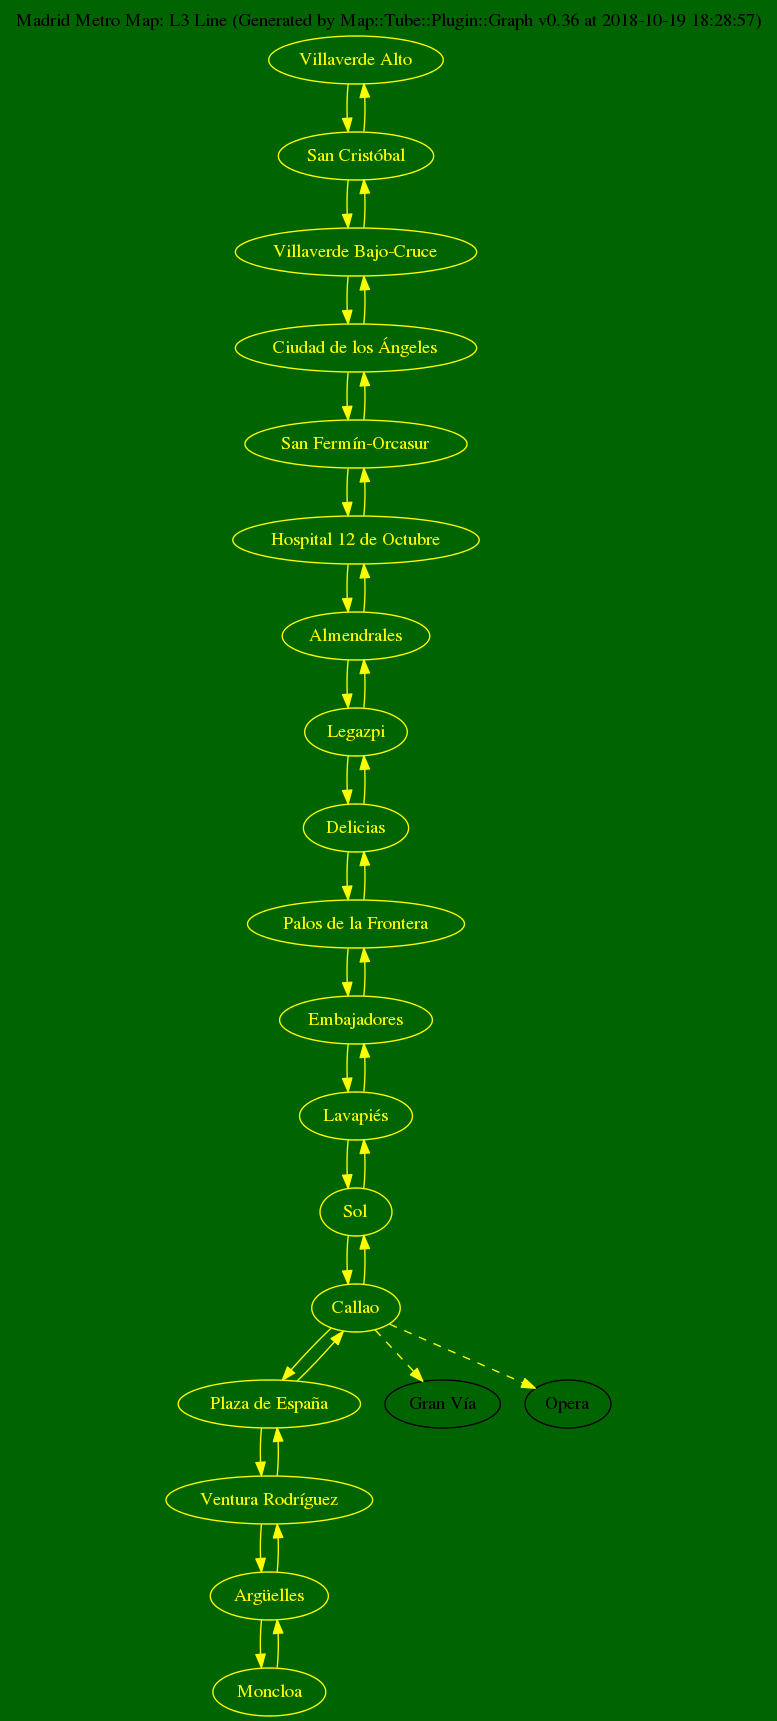 Madrid Metro Map: L3 Line (Generated by Map::Tube::Plugin::Graph v0.36 at 2018-10-19 18:28:57)
Villaverde Alto
San Cristóbal
Villaverde Bajo-Cruce
Ciudad de los Ángeles
San Fermín-Orcasur
Hospital 12 de Octubre
Almendrales
Legazpi
Delicias
Palos de la Frontera
Embajadores
Lavapiés
Sol
Callao
Plaza de España
Gran Vía
Opera
Ventura Rodríguez
Argüelles
Moncloa